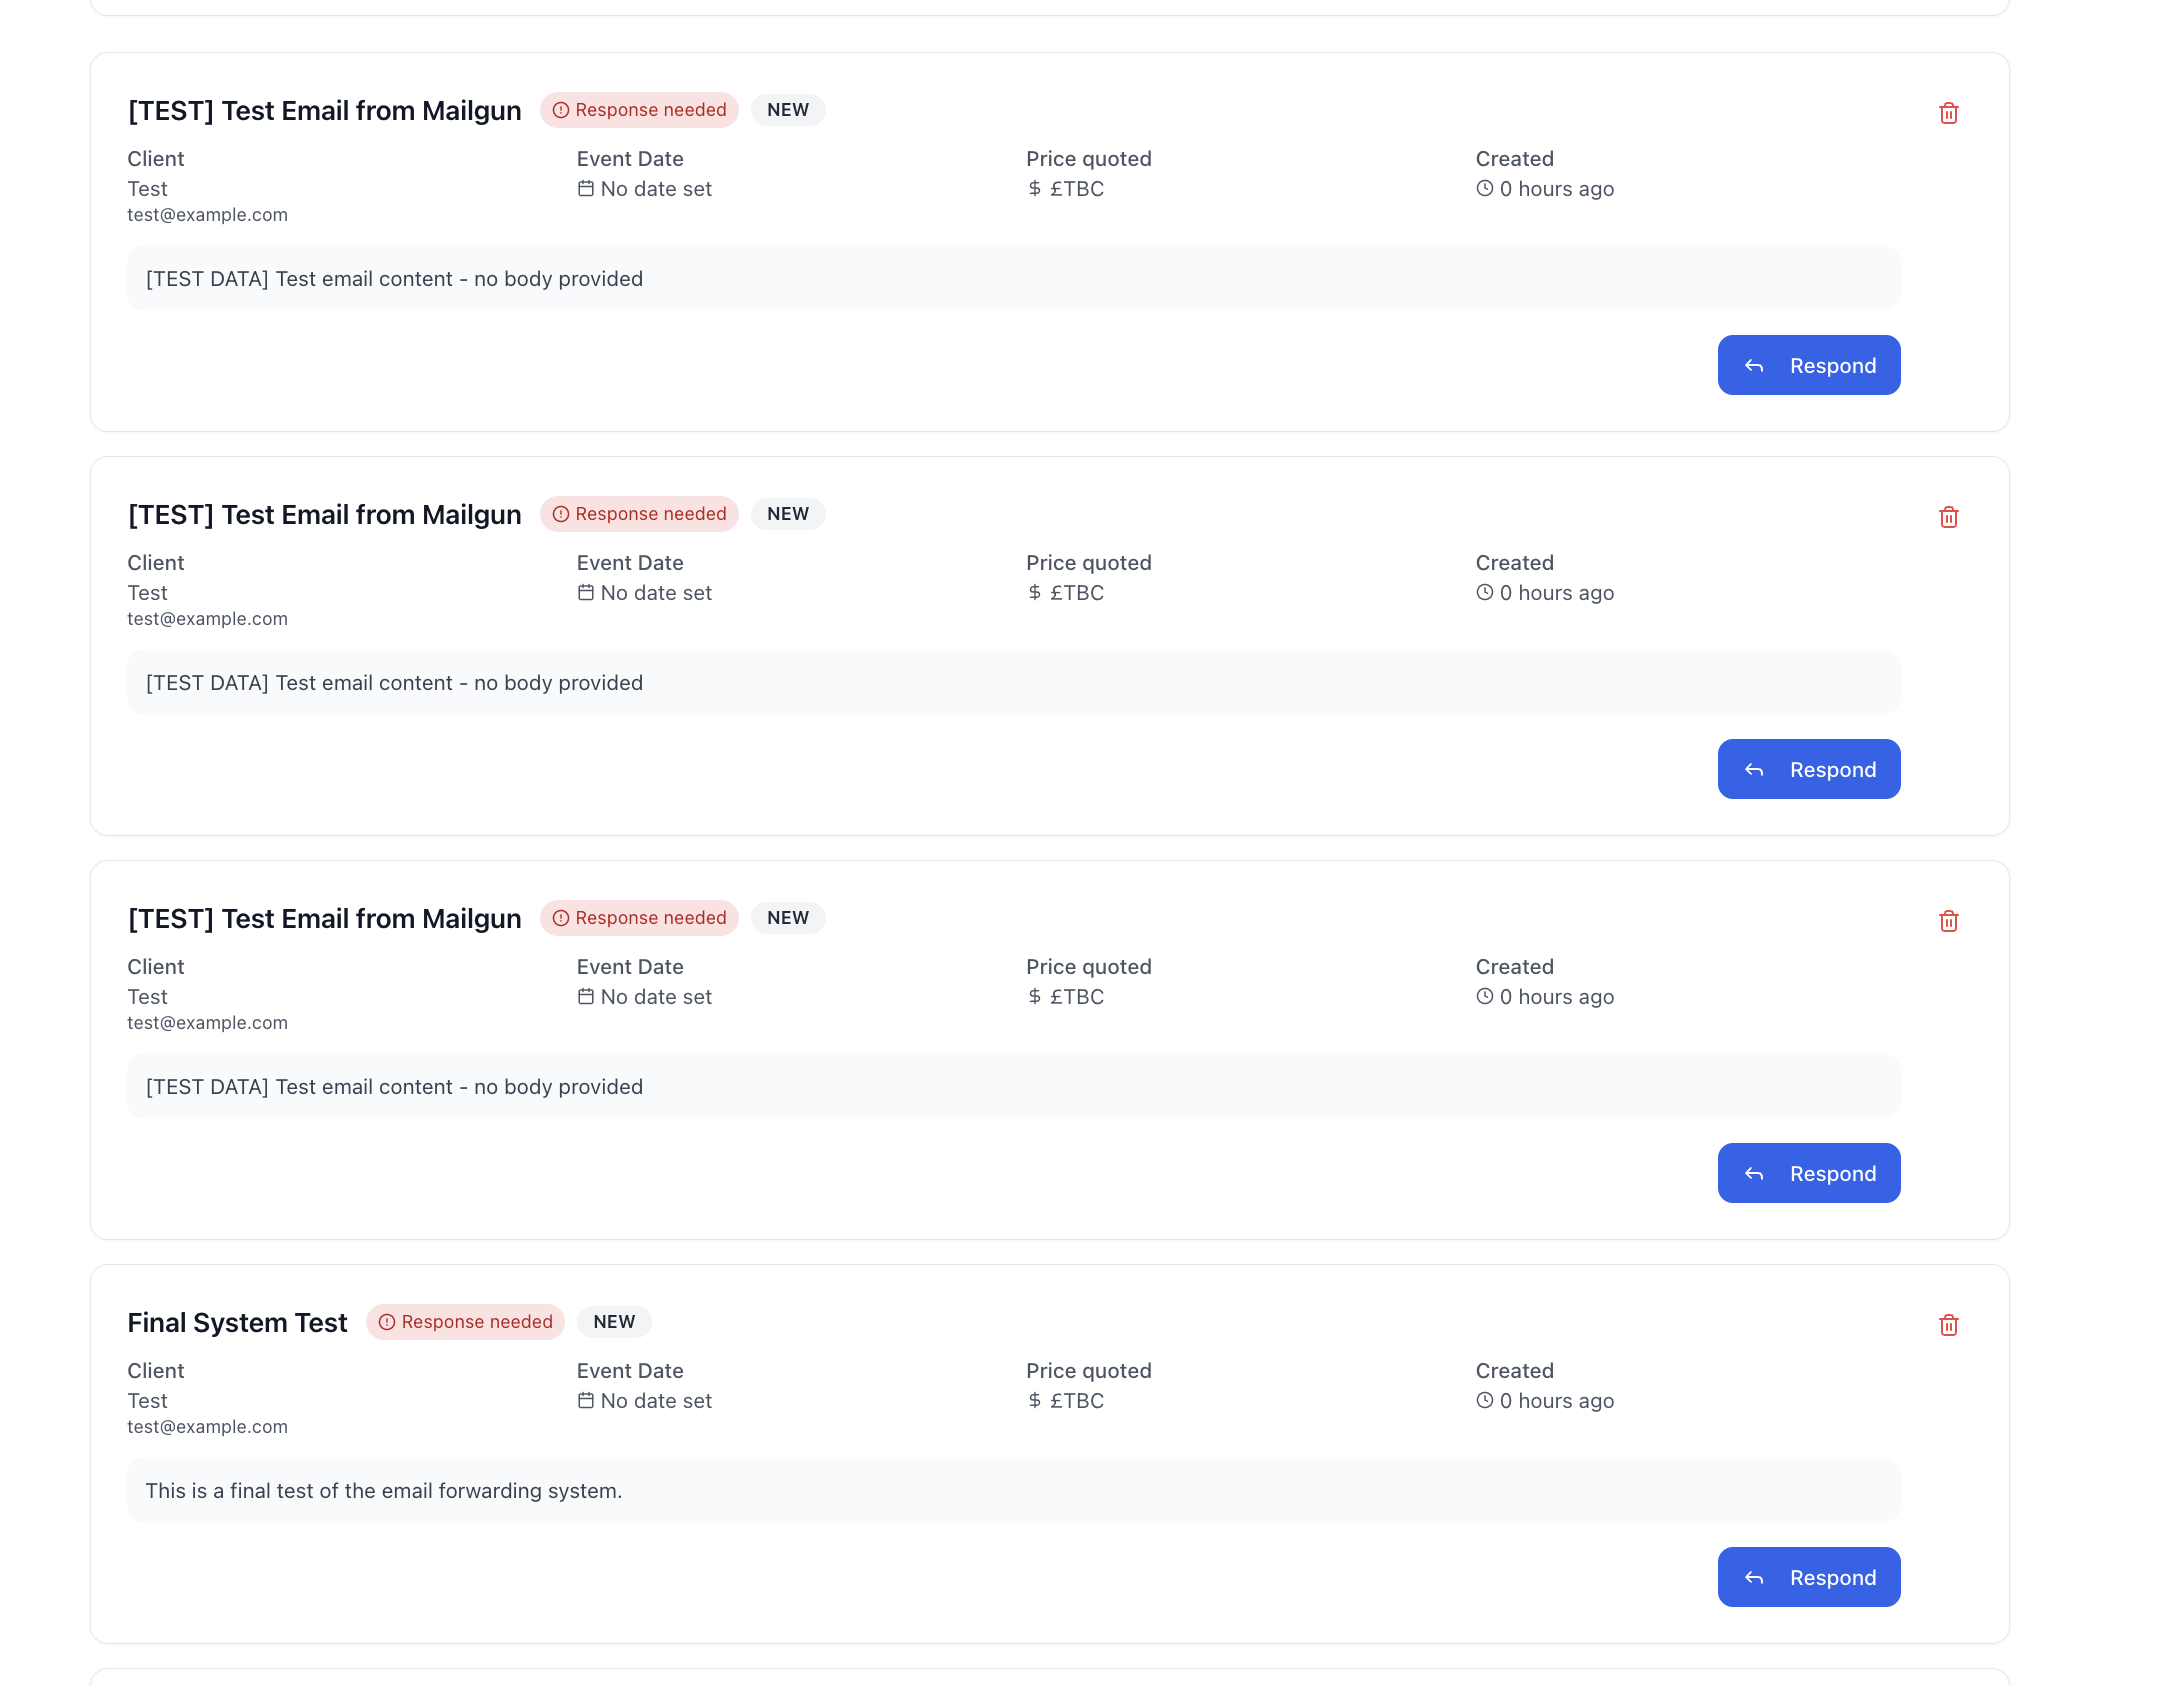 [TEST] Test Email from Mailgun Response needed NEW
Client Event Date Price quoted Created
Test No date set $ £TBC 0 hours ago
test@example.com
[TEST DATA] Test email content - no body provided
Respond
[TEST] Test Email from Mailgun Response needed NEW
Client Event Date Price quoted Created
Test No date set $ £TBC 0 hours ago
test@example.com
[TEST DATA] Test email content - no body provided
Respond
[TEST] Test Email from Mailgun Response needed NEW
Client Event Date Price quoted Created
Test No date set $ £TBC 0 hours ago
test@example.com
[TEST DATA] Test email content - no body provided
Respond
Final System Test Response needed NEW
Client Event Date Price quoted Created
Test No date set $ £TBC 0 hours ago
test@example.com
This is a final test of the email forwarding system.
Respond